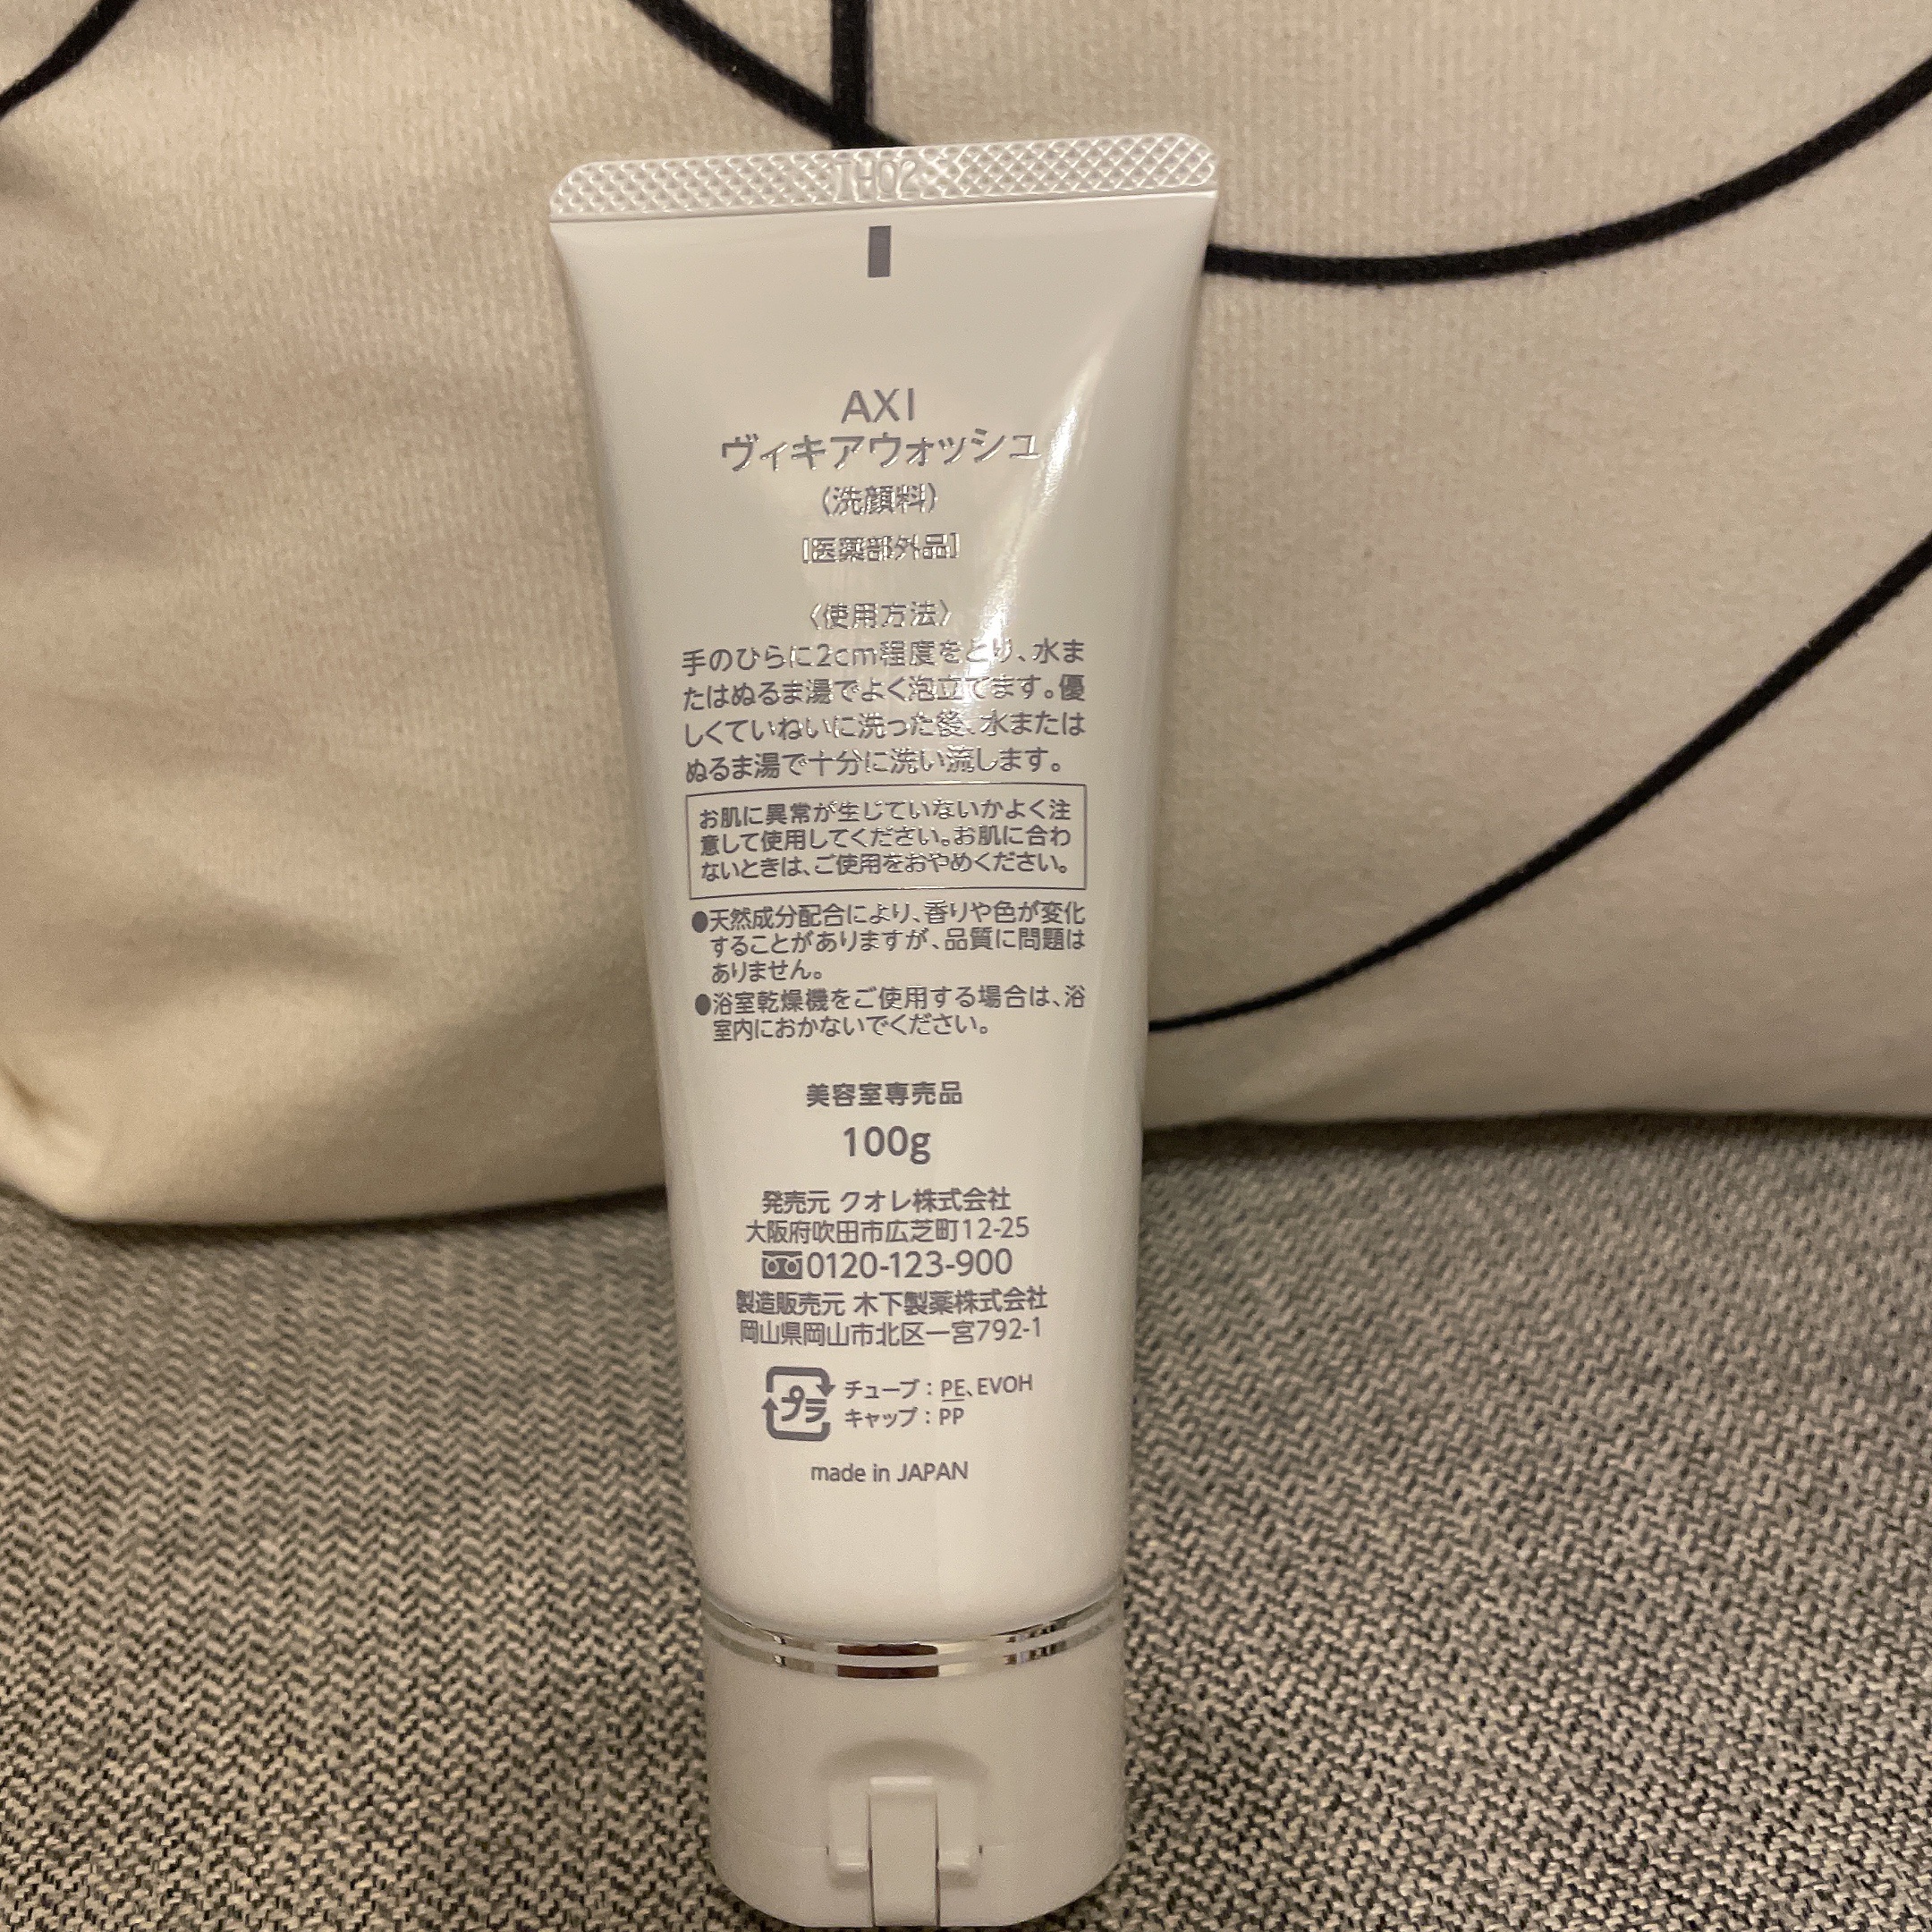 TH02
AXI
ヴィキアウォッシュ
(洗顔料)
[医薬部外品]
〈使用方法〉
手のひらに2cm程度をとり、水ま
たはぬるま湯でよく泡立てます。優
しくていねいに洗った後、水または
ぬるま湯で十分に洗い流します。
お肌に異常が生じていないかよく注
意して使用してください。お肌に合わ
ないときは、ご使用をおやめください。
●天然成分配合により、香りや色が変化
することがありますが、品質に問題は
ありません。
●浴室乾燥機をご使用する場合は、浴
室内におかないでください。
美容室専売品
100g
発売元 クオレ株式会社
大阪府吹田市広芝町12-25
0120-123-900
製造販売元 木下製薬株式会社
岡山県岡山市北区一宮792-1
プラ
チューブ：PE、EVOH
キャップ：PP
made in JAPAN